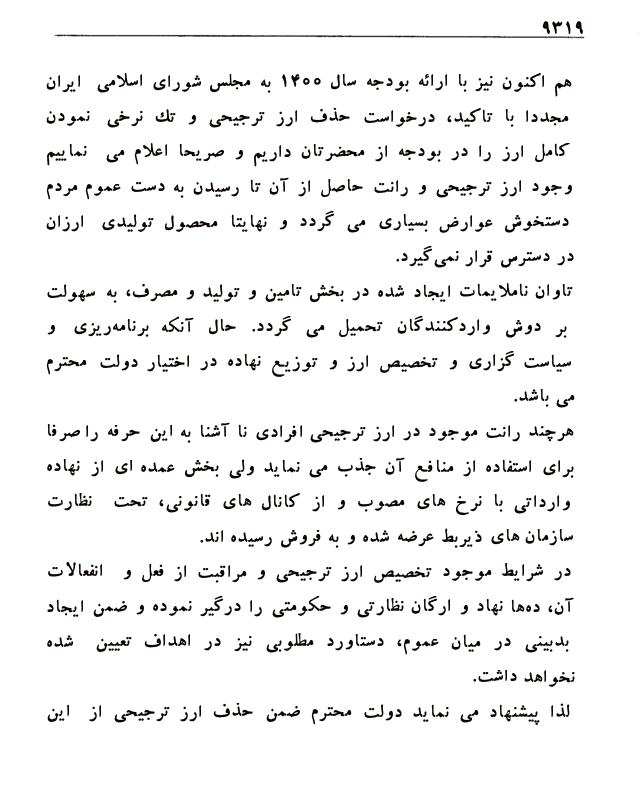 ۹۳۱۹
هم اکنون نیز با ارائه بودجه سال ۱۴۰۰ به مجلس شورای اسلامی ایران
مجددا با تاکید، درخواست حذف ارز ترجیحی و تك نرخی نمودن
کامل ارز را در بودجه از محضرتان داریم و صریحا اعلام می نماییم
وجود ارز ترجیحی و رانت حاصل از آن تا رسیدن به دست عموم مردم
دستخوش عوارض بسیاری می گردد و نهایتا محصول تولیدی ارزان
در دسترس قرار نمی‌گیرد.
تاوان ناملایمات ایجاد شده در بخش تامین و تولید و مصرف، به سهولت
بر دوش واردکنندگان تحمیل می گردد. حال آنکه برنامه‌ریزی و
سیاست گزاری و تخصیص ارز و توزیع نهاده در اختیار دولت محترم
می باشد.
هرچند رانت موجود در ارز ترجیحی افرادی نا آشنا به این حرفه را صرفا
برای استفاده از منافع آن جذب می نماید ولی بخش عمده ای از نهاده
وارداتی با نرخ های مصوب و از کانال های قانونی، تحت نظارت
سازمان های ذیربط عرضه شده و به فروش رسیده اند.
در شرایط موجود تخصیص ارز ترجیحی و مراقبت از فعل و انفعالات
آن، ده‌ها نهاد و ارگان نظارتی و حکومتی را درگیر نموده و ضمن ایجاد
بدبینی در میان عموم، دستاورد مطلوبی نیز در اهداف تعیین شده
نخواهد داشت.
لذا پیشنهاد می نماید دولت محترم ضمن حذف ارز ترجیحی از این